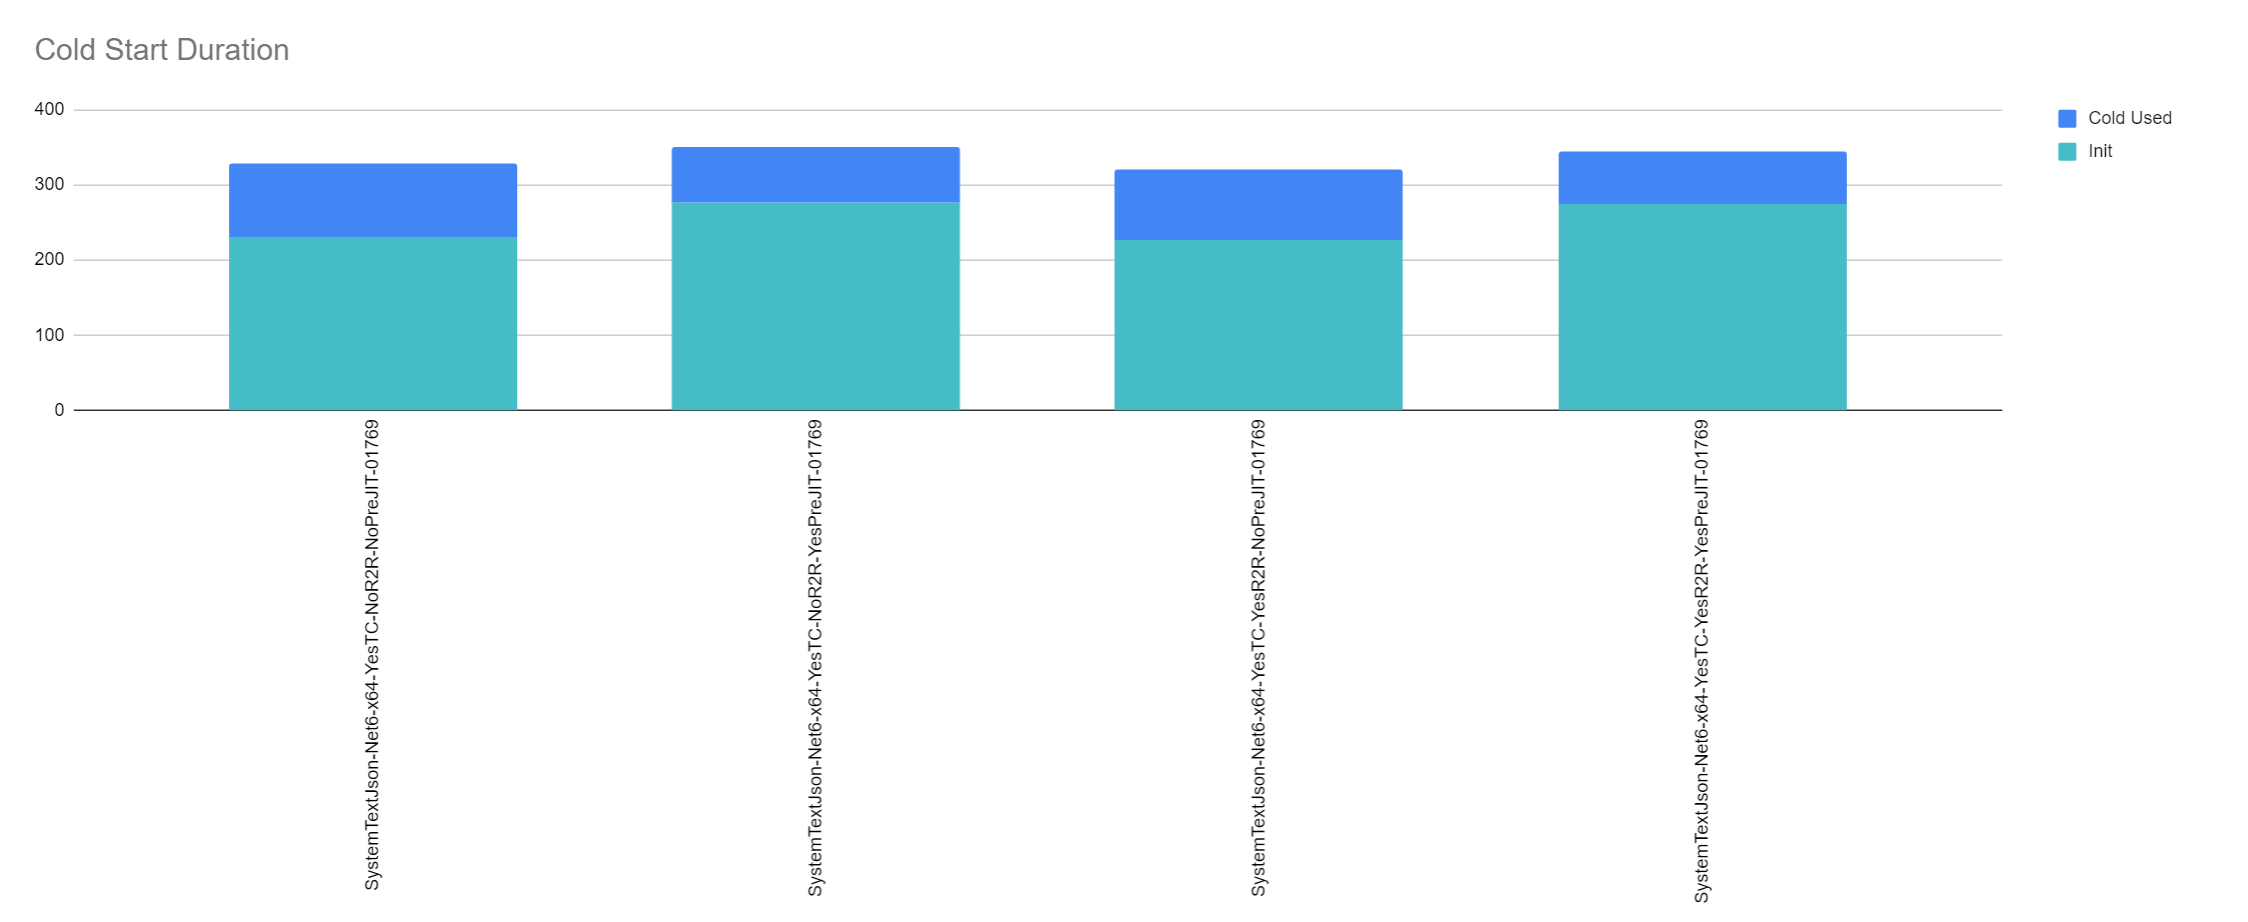 Cold Start Duration
400
300
200
100
0
Cold Used
Init
SystemTextJson-Net6-x64-YesTC-NoR2R-NoPreJIT-01769
SystemTextJson-Net6-x64-YesTC-NoR2R-YesPreJIT-01769
SystemTextJson-Net6-x64-YesTC-YesR2R-NoPreJIT-01769
SystemTextJson-Net6-x64-YesTC-YesR2R-YesPreJIT-01769